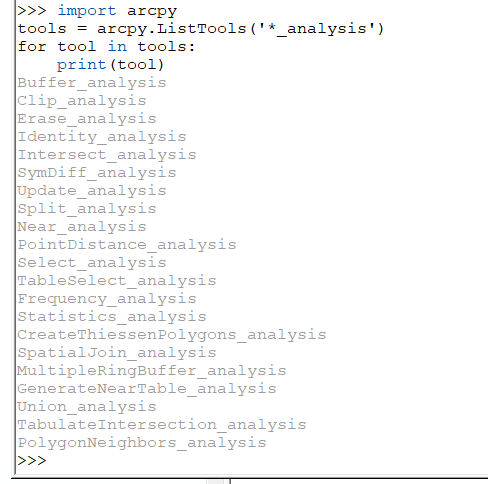 >>> import arcpy
tools = arcpy.ListTools('*_analysis')
for tool in tools:
    print(tool)
Buffer_analysis
Clip_analysis
Erase_analysis
Identity_analysis
Intersect_analysis
SymDiff_analysis
Update_analysis
Split_analysis
Near_analysis
PointDistance_analysis
Select_analysis
TableSelect_analysis
Frequency_analysis
Statistics_analysis
CreateThiessenPolygons_analysis
SpatialJoin_analysis
MultipleRingBuffer_analysis
GenerateNearTable_analysis
Union_analysis
TabulateIntersection_analysis
PolygonNeighbors_analysis
>>>